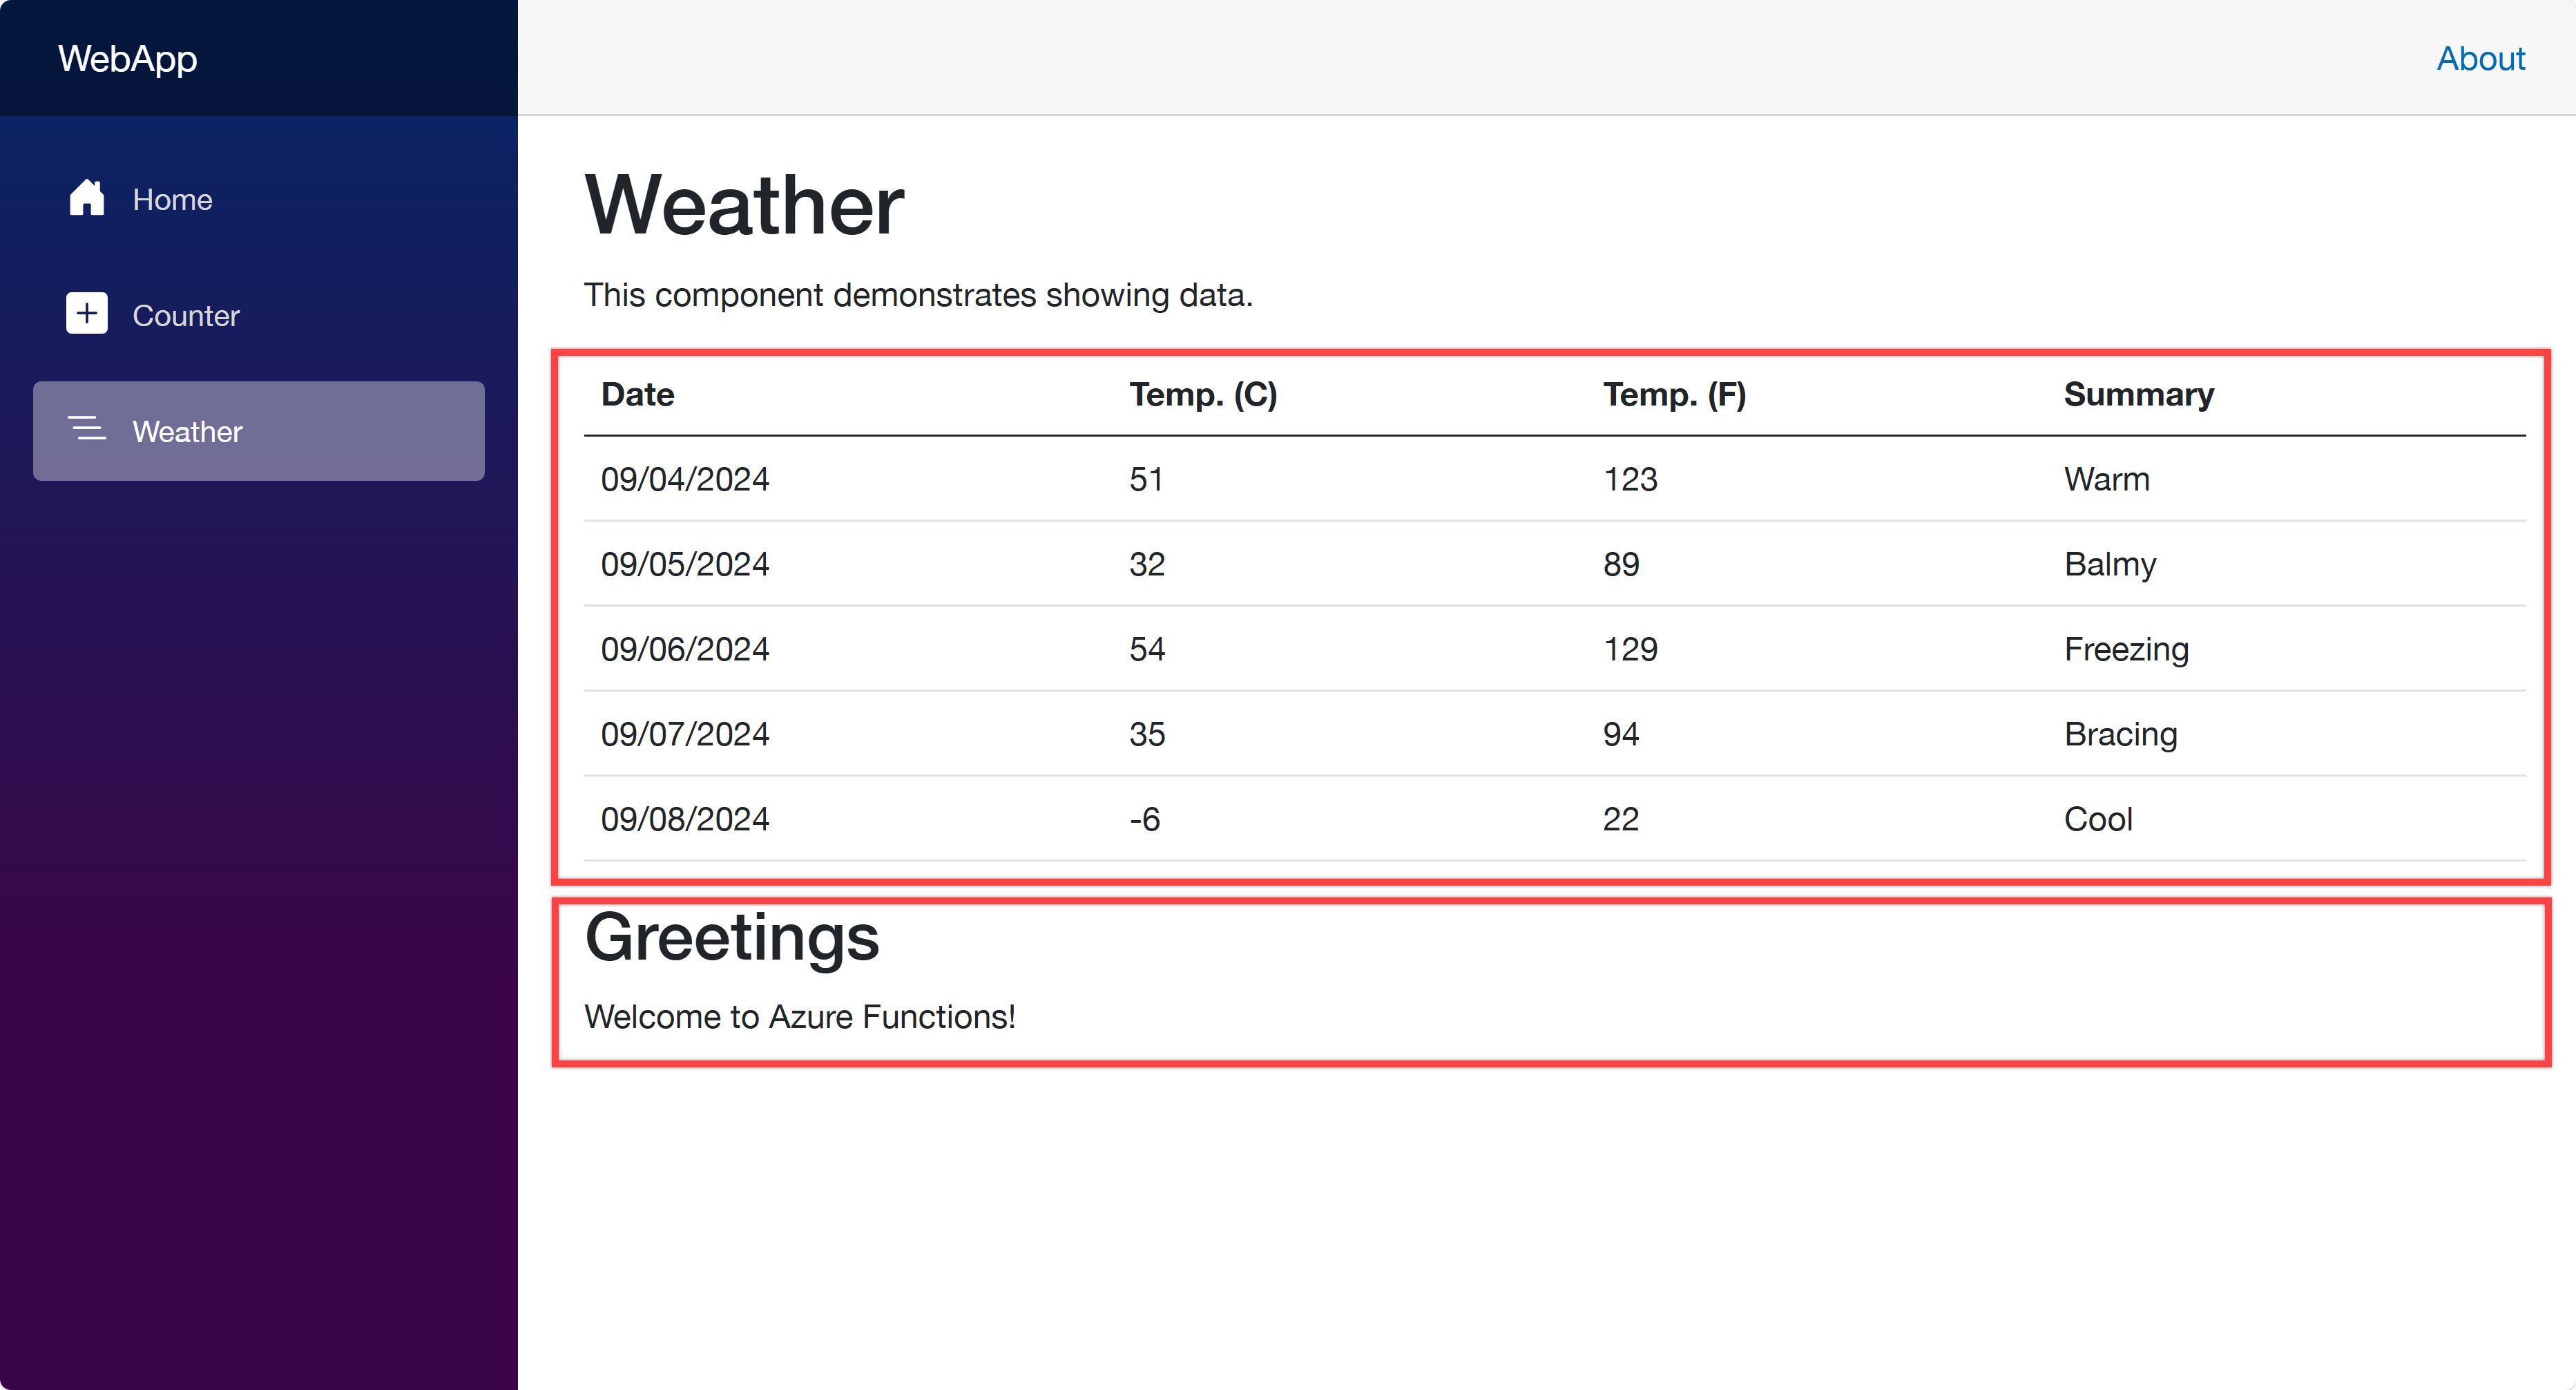 WebApp
About
Home
Counter
Weather
Weather
This component demonstrates showing data.
Date Temp. (C) Temp. (F) Summary
09/04/2024 51 123 Warm
09/05/2024 32 89 Balmy
09/06/2024 54 129 Freezing
09/07/2024 35 94 Bracing
09/08/2024 -6 22 Cool
Greetings
Welcome to Azure Functions!